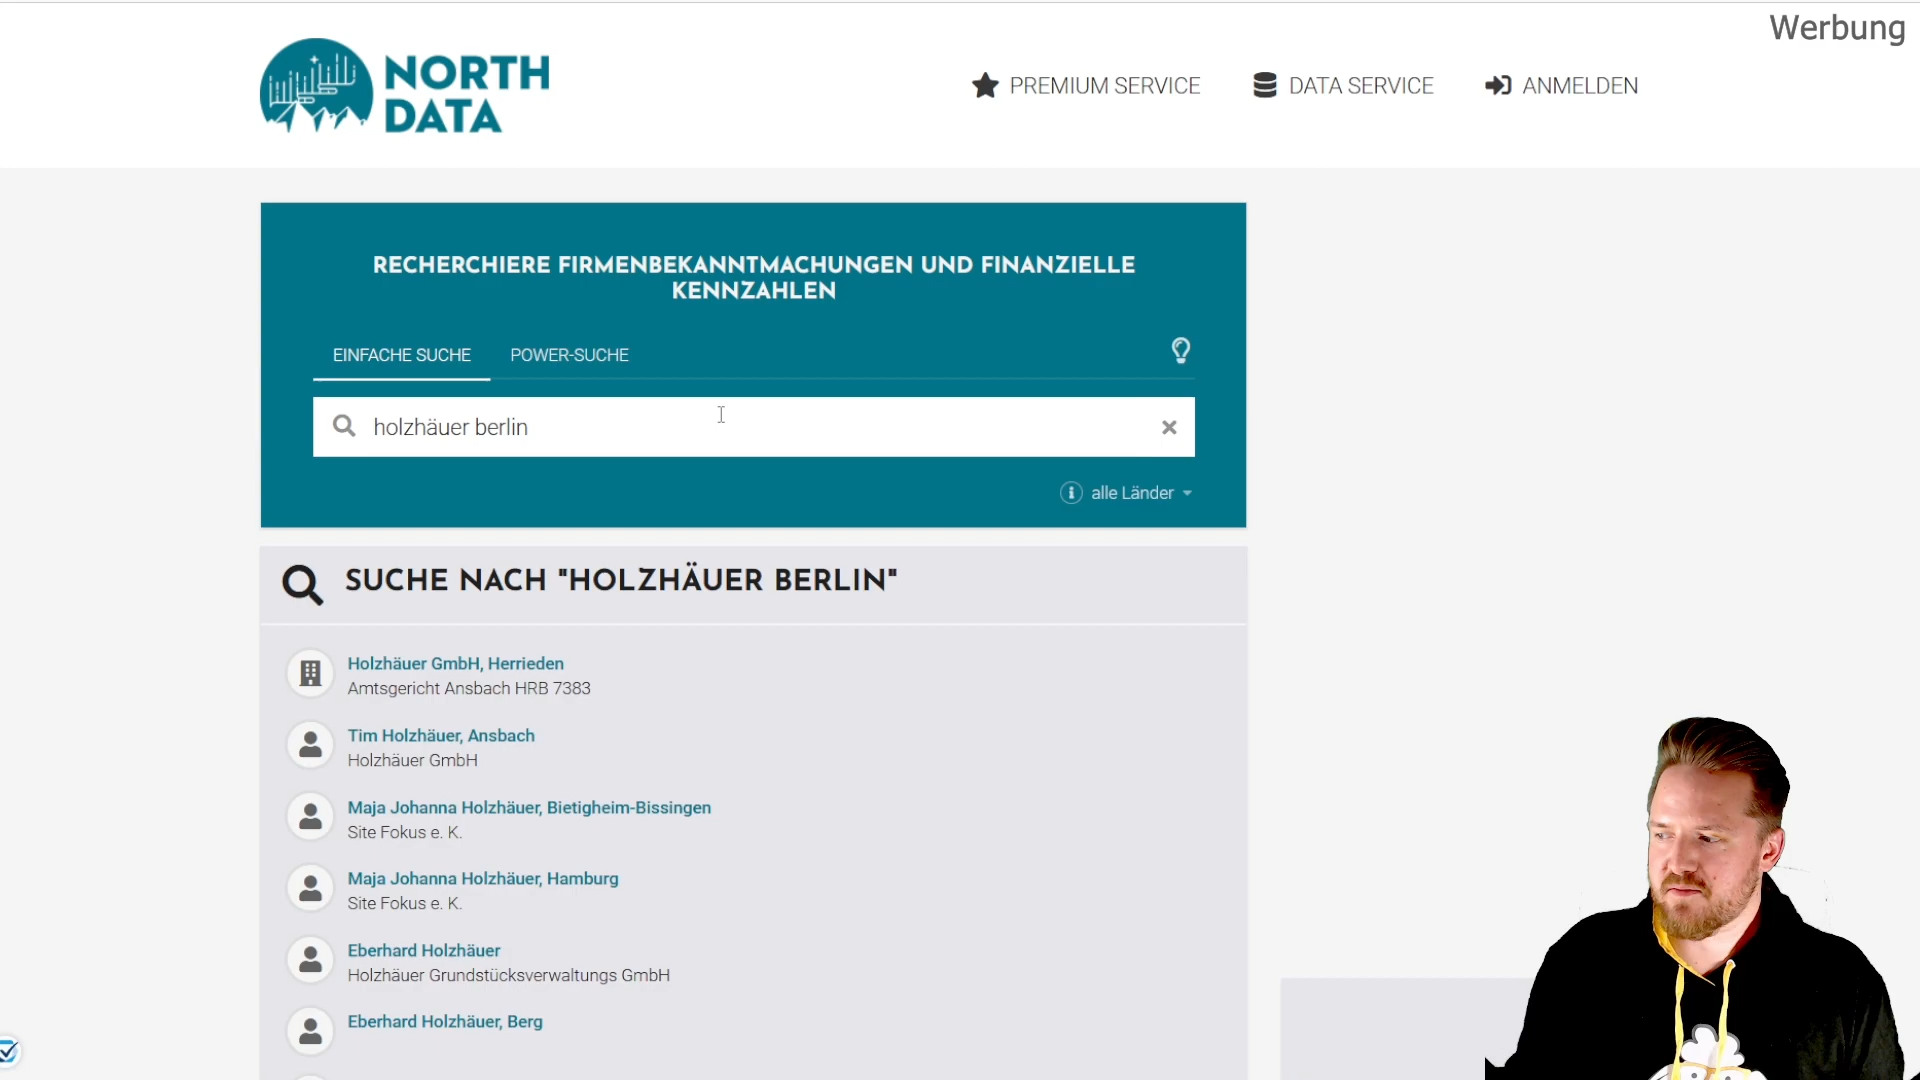 Werbung
NORTH
DATA
PREMIUM SERVICE
DATA SERVICE
ANMELDEN
RECHERCHIERE FIRMENBEKANNTMACHUNGEN UND FINANZIELLE
KENNZAHLEN
EINFACHE SUCHE
POWER-SUCHE
holzhäuer berlin
alle Länder
SUCHE NACH "HOLZHÄUER BERLIN"
Holzhäuer GmbH, Herrieden
Amtsgericht Ansbach HRB 7383
Tim Holzhäuer, Ansbach
Holzhäuer GmbH
Maja Johanna Holzhäuer, Bietigheim-Bissingen
Site Fokus e. K.
Maja Johanna Holzhäuer, Hamburg
Site Fokus e. K.
Eberhard Holzhäuer
Holzhäuer Grundstücksverwaltungs GmbH
Eberhard Holzhäuer, Berg